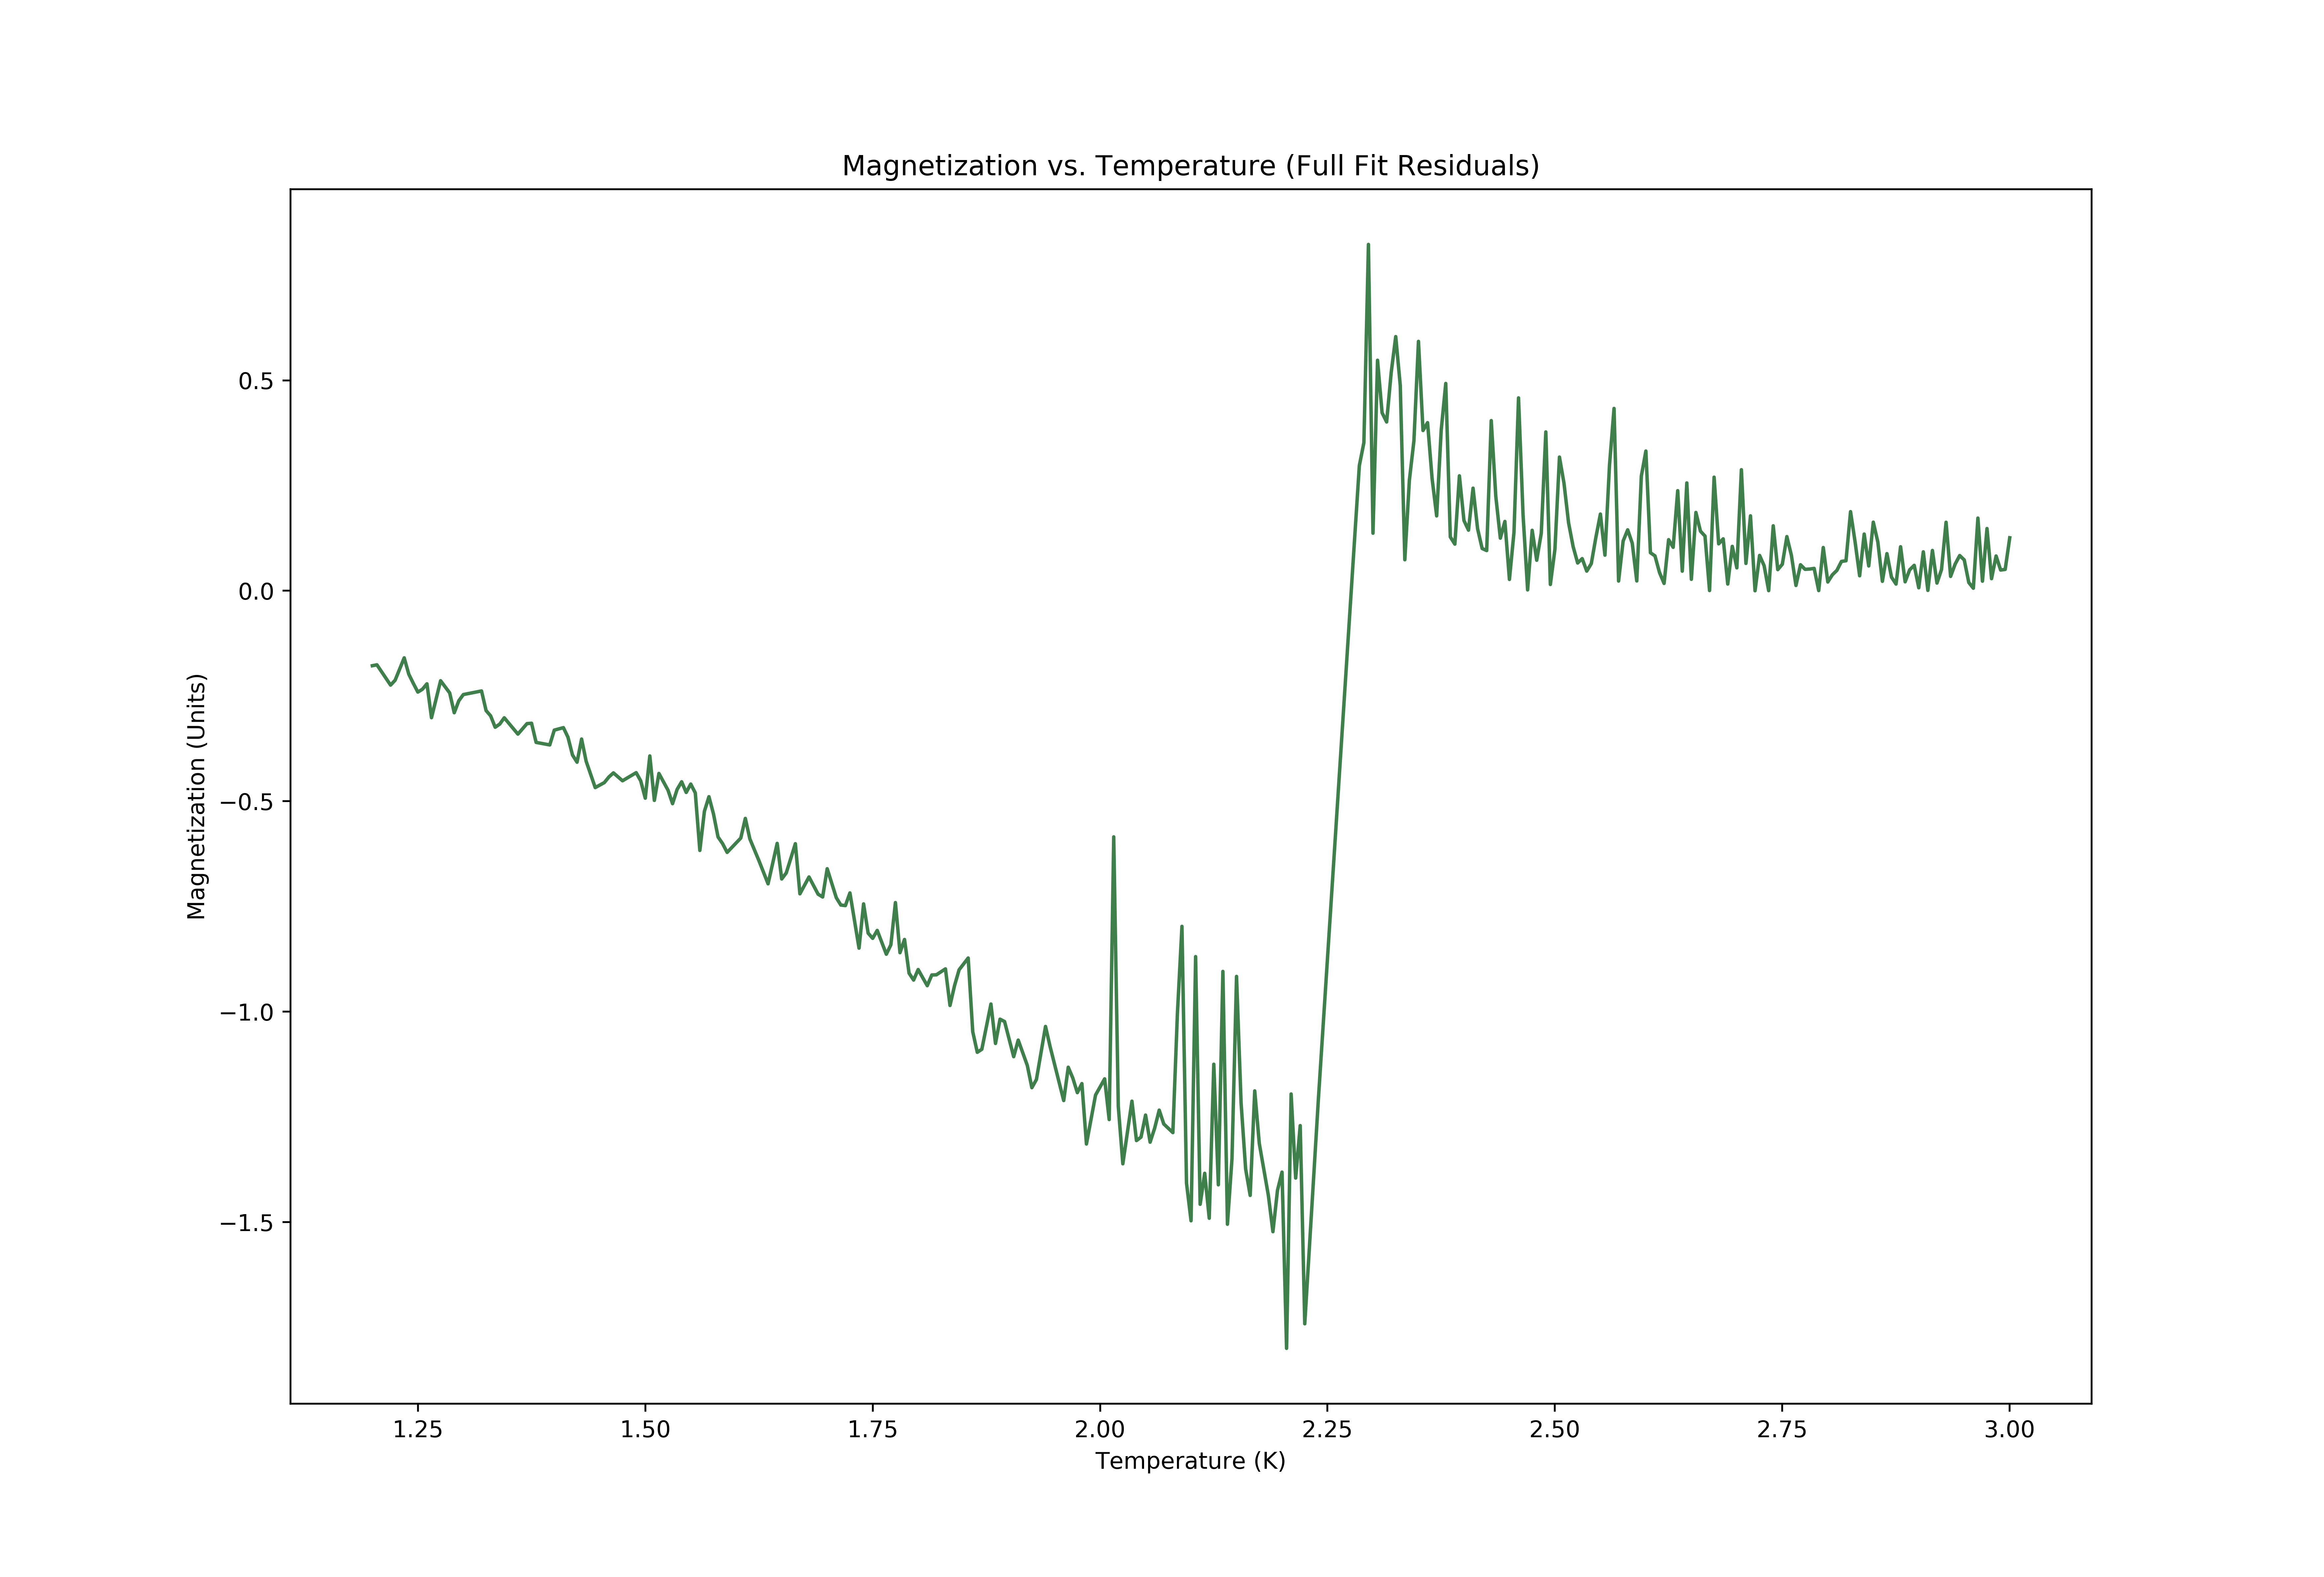 Magnetization vs. Temperature (Full Fit Residuals)
Magnetization (Units)
0.5
0.0
−0.5
−1.0
−1.5
1.25 1.50 1.75 2.00 2.25 2.50 2.75 3.00
Temperature (K)